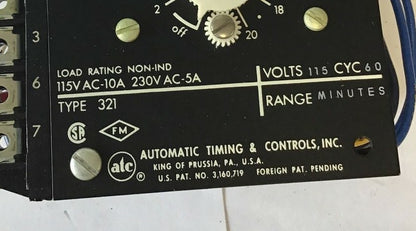 2 18
off 20
3
6
7
LOAD RATING NON-IND
115V AC-10A 230V AC-5A
TYPE 321
VOLTS 115 CYC 60
RANGE MINUTES
SA FM
atc ®
AUTOMATIC TIMING & CONTROLS, INC.
KING OF PRUSSIA, PA., U.S.A.
U.S. PAT. NO. 3,160,719 FOREIGN PAT. PENDING